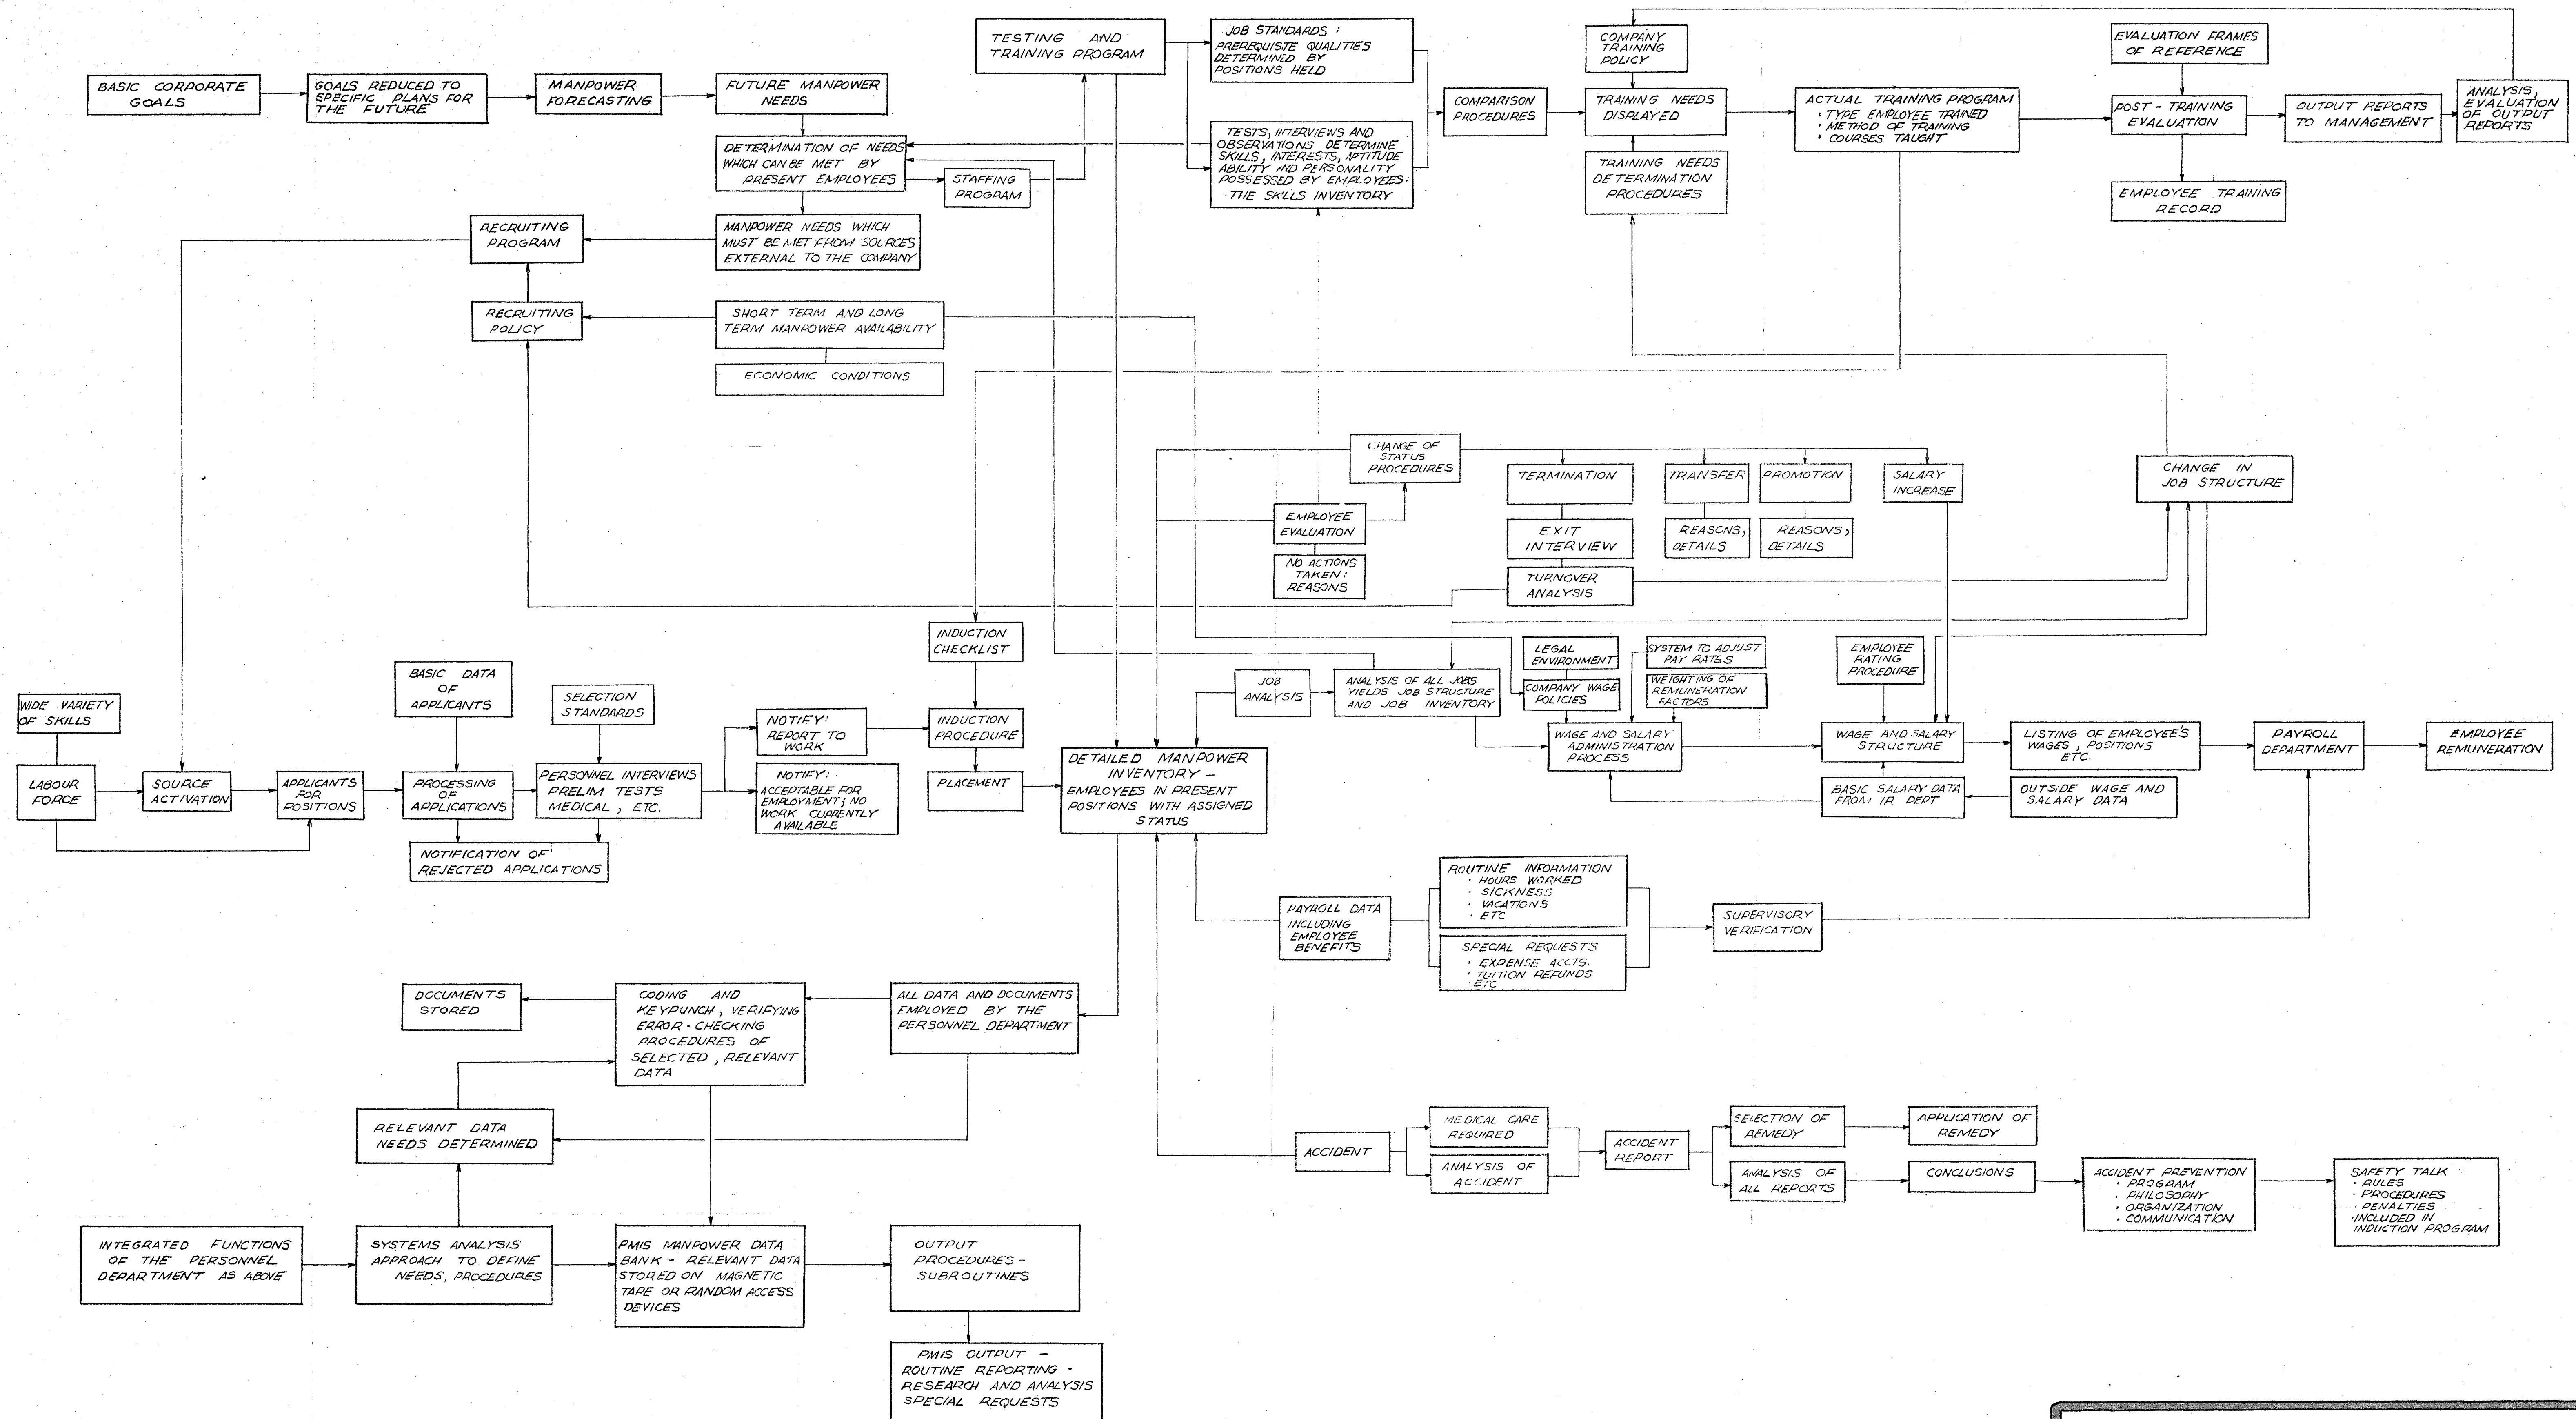 TESTING AND
TRAINING PROGRAM
JOB STANDARDS :
PREREQUISTE QUALITIES
DETERMINED BY
POSITIONS HELD
COMPANY
TRAINING
POLICY
EVALUATION FRAMES
OF REFERENCE
BASIC CORPORATE
GOALS
GOALS REDUCED TO
SPECIFIC PLANS FOR
THE FUTURE
MANPOWER
FORECASTING
FUTURE MANPOWER
NEEDS
COMPARISON
PROCEDURES
TRAINING NEEDS
DISPLAYED
ACTUAL TRAINING PROGRAM
• TYPE EMPLOYEE TRAINED
• METHOD OF TRAINING
• COURSES TAUGHT
POST - TRAINING
EVALUATION
OUTPUT REPORTS
TO MANAGEMENT
ANALYSIS,
EVALUATION
OF OUTPUT
REPORTS
DETERMINATION OF NEEDS
WHICH CAN BE MET BY
PRESENT EMPLOYEES
STAFFING
PROGRAM
TESTS, INTERVIEWS AND
OBSERVATIONS DETERMINE
SKILLS, INTERESTS, APTITUDE
ABILITY AND PERSONALITY
POSSESSED BY EMPLOYEES:
THE SKLLS INVENTORY
TRAINING NEEDS
DETERMINATION
PROCEDURES
EMPLOYEE TRAINING
RECORD
RECRUITING
PROGRAM
MANPOWER NEEDS WHICH
MUST BE MET FROM SOURCES
EXTERNAL TO THE COMPANY
RECRUITING
POLICY
SHORT TERM AND LONG
TERM MANPOWER AVAILABILITY
ECONOMIC CONDITIONS
CHANGE OF
STATUS
PROCEDURES
TERMINATION
TRANSFER
PROMOTION
SALARY
INCREASE
CHANGE IN
JOB STRUCTURE
EMPLOYEE
EVALUATION
EXIT
INTERVIEW
REASONS,
DETAILS
REASONS,
DETAILS
NO ACTIONS
TAKEN:
REASONS
TURNOVER
ANALYSIS
INDUCTION
CHECKLIST
LEGAL
ENVIRONMENT
SYSTEM TO ADJUST
PAY RATES
EMPLOYEE
RATING
PROCEDURE
BASIC DATA
OF
APPLICANTS
SELECTION
STANDARDS
JOB
ANALYSIS
ANALYSIS OF ALL JOBS
YIELDS JOB STRUCTURE
AND JOB INVENTORY
COMPANY WAGE
POLICIES
WEIGHTING OF
REMUNERATION
FACTORS
WIDE VARIETY
OF SKILLS
NOTIFY:
REPORT TO
WORK
INDUCTION
PROCEDURE
WAGE AND SALARY
ADMINISTRATION
PROCESS
WAGE AND SALARY
STRUCTURE
LISTING OF EMPLOYEE'S
WAGES, POSITIONS
ETC.
PAYROLL
DEPARTMENT
EMPLOYEE
REMUNERATION
LABOUR
FORCE
SOURCE
ACTIVATION
APPLICANTS
FOR
POSITIONS
PROCESSING
OF
APPLICATIONS
PERSONNEL INTERVIEWS
PRELIM TESTS
MEDICAL, ETC.
NOTIFY:
ACCEPTABLE FOR
EMPLOYMENT; NO
WORK CURRENTLY
AVAILABLE
PLACEMENT
DETAILED MANPOWER
INVENTORY -
EMPLOYEES IN PRESENT
POSITIONS WITH ASSIGNED
STATUS
BASIC SALARY DATA
FROM IR DEPT
OUTSIDE WAGE AND
SALARY DATA
NOTIFICATION OF
REJECTED APPLICATIONS
PAYROLL DATA
INCLUDING
EMPLOYEE
BENEFITS
ROUTINE INFORMATION
• HOURS WORKED
• SICKNESS
• VACATIONS
• ETC
SPECIAL REQUESTS
• EXPENSE ACCTS.
• TUITION REFUNDS
• ETC
SUPERVISORY
VERIFICATION
DOCUMENTS
STORED
CODING AND
KEYPUNCH, VERIFYING
ERROR - CHECKING
PROCEDURES OF
SELECTED, RELEVANT
DATA
ALL DATA AND DOCUMENTS
EMPLOYED BY THE
PERSONNEL DEPARTMENT
RELEVANT DATA
NEEDS DETERMINED
ACCIDENT
MEDICAL CARE
REQUIRED
ANALYSIS OF
ACCIDENT
ACCIDENT
REPORT
SELECTION OF
REMEDY
APPLICATION OF
REMEDY
ANALYSIS OF
ALL REPORTS
CONCLUSIONS
ACCIDENT PREVENTION
• PROGRAM
• PHILOSOPHY
• ORGANIZATION
• COMMUNICATION
SAFETY TALK
• RULES
• PROCEDURES
• PENALTIES
• INCLUDED IN
INDUCTION PROGRAM
INTEGRATED FUNCTIONS
OF THE PERSONNEL
DEPARTMENT AS ABOVE
SYSTEMS ANALYSIS
APPROACH TO DEFINE
NEEDS, PROCEDURES
PMIS MANPOWER DATA
BANK - RELEVANT DATA
STORED ON MAGNETIC
TAPE OR RANDOM ACCESS
DEVICES
OUTPUT
PROCEDURES -
SUBROUTINES
PMIS OUTPUT -
ROUTINE REPORTING -
RESEARCH AND ANALYSIS
SPECIAL REQUESTS